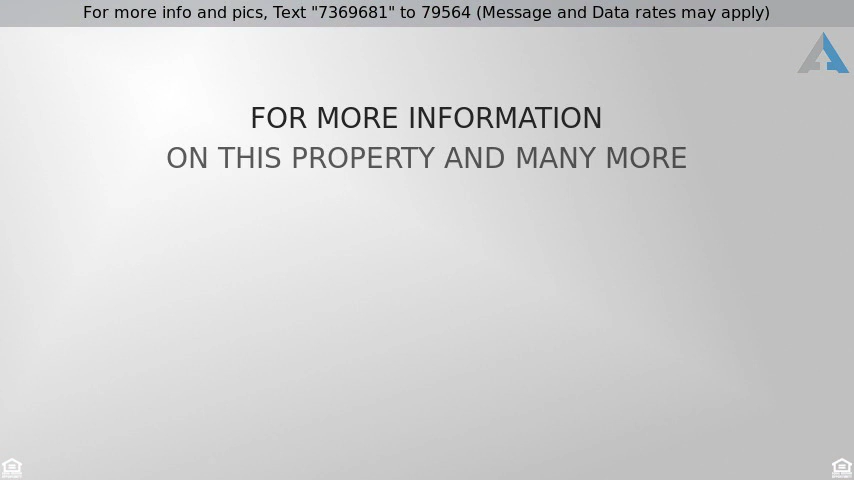 For more info and pics, Text "7369681" to 79564 (Message and Data rates may apply)
FOR MORE INFORMATION
ON THIS PROPERTY AND MANY MORE